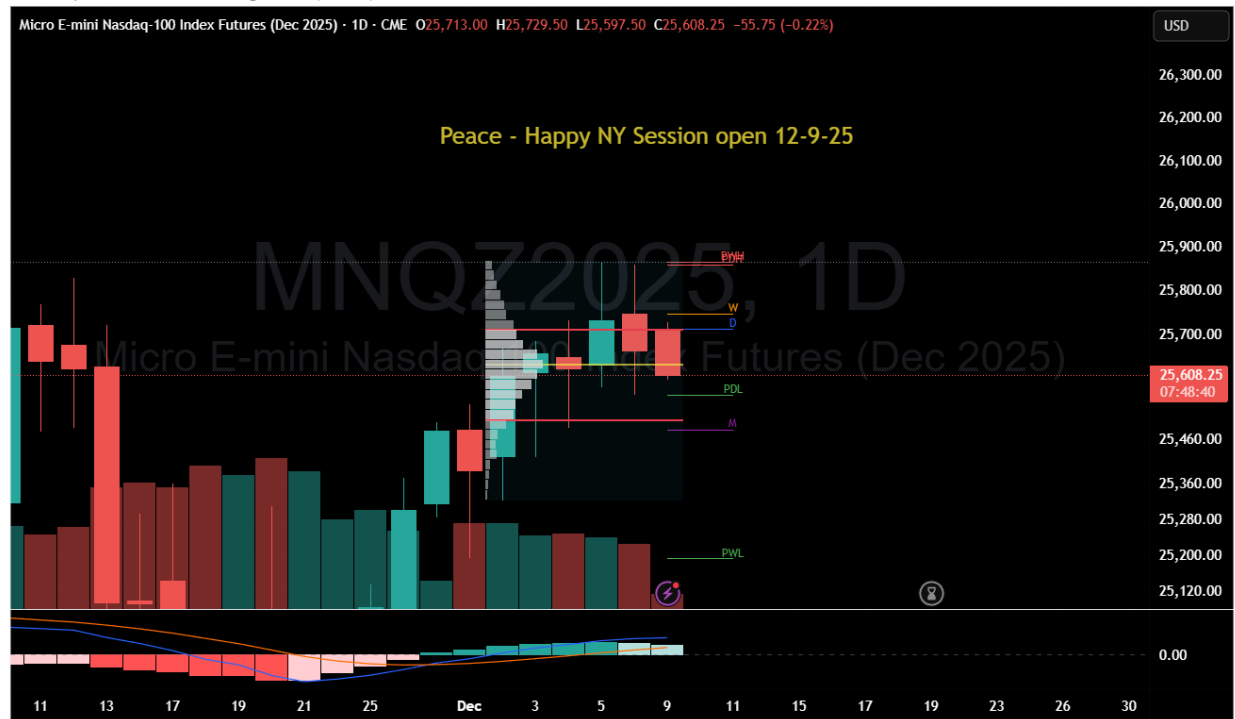 Micro E-mini Nasdaq-100 Index Futures (Dec 2025) · 1D · CME O25,713.00 H25,729.50 L25,597.50 C25,608.25 −55.75 (−0.22%)
USD
26,300.00
26,200.00
Peace - Happy NY Session open 12-9-25
26,100.00
26,000.00
25,900.00
MNQZ2025, 1D
25,800.00
W
D
25,700.00
Micro E-mini Nasdaq-100 Index Futures (Dec 2025)
25,608.25
07:48:40
PDL
M
25,460.00
25,360.00
25,280.00
PWL
25,200.00
25,120.00
0.00
11 13 17 19 21 25 Dec 3 5 9 11 15 17 19 23 26 30